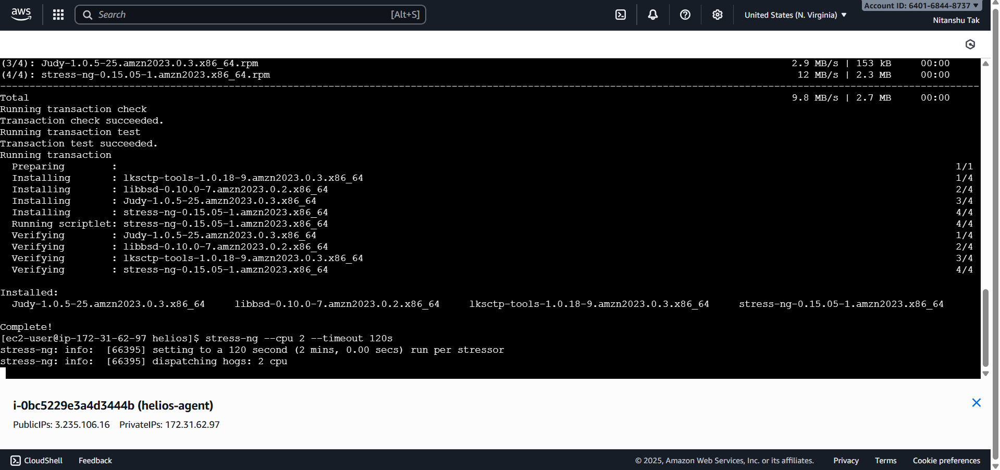 aws
Search [Alt+S]
United States (N. Virginia)
Account ID: 6401-6844-8737
Nitanshu Tak
(3/4): Judy-1.0.5-25.amzn2023.0.3.x86_64.rpm 2.9 MB/s | 153 kB 00:00
(4/4): stress-ng-0.15.05-1.amzn2023.x86_64.rpm 12 MB/s | 2.3 MB 00:00
--------------------------------------------------------------------------------
Total 9.8 MB/s | 2.7 MB 00:00
Running transaction check
Transaction check succeeded.
Running transaction test
Transaction test succeeded.
Running transaction
Preparing : 1/1
Installing : lksctp-tools-1.0.18-9.amzn2023.0.3.x86_64 1/4
Installing : libbsd-0.10.0-7.amzn2023.0.2.x86_64 2/4
Installing : Judy-1.0.5-25.amzn2023.0.3.x86_64 3/4
Installing : stress-ng-0.15.05-1.amzn2023.x86_64 4/4
Running scriptlet: stress-ng-0.15.05-1.amzn2023.x86_64 4/4
Verifying : Judy-1.0.5-25.amzn2023.0.3.x86_64 1/4
Verifying : libbsd-0.10.0-7.amzn2023.0.2.x86_64 2/4
Verifying : lksctp-tools-1.0.18-9.amzn2023.0.3.x86_64 3/4
Verifying : stress-ng-0.15.05-1.amzn2023.x86_64 4/4
Installed:
Judy-1.0.5-25.amzn2023.0.3.x86_64 libbsd-0.10.0-7.amzn2023.0.2.x86_64 lksctp-tools-1.0.18-9.amzn2023.0.3.x86_64 stress-ng-0.15.05-1.amzn2023.x86_64
Complete!
[ec2-user@ip-172-31-62-97 helios]$ stress-ng --cpu 2 --timeout 120s
stress-ng: info: [66395] setting to a 120 second (2 mins, 0.00 secs) run per stressor
stress-ng: info: [66395] dispatching hogs: 2 cpu
i-0bc5229e3a4d3444b (helios-agent)
PublicIPs: 3.235.106.16 PrivateIPs: 172.31.62.97
CloudShell Feedback © 2025, Amazon Web Services, Inc. or its affiliates. Privacy Terms Cookie preferences